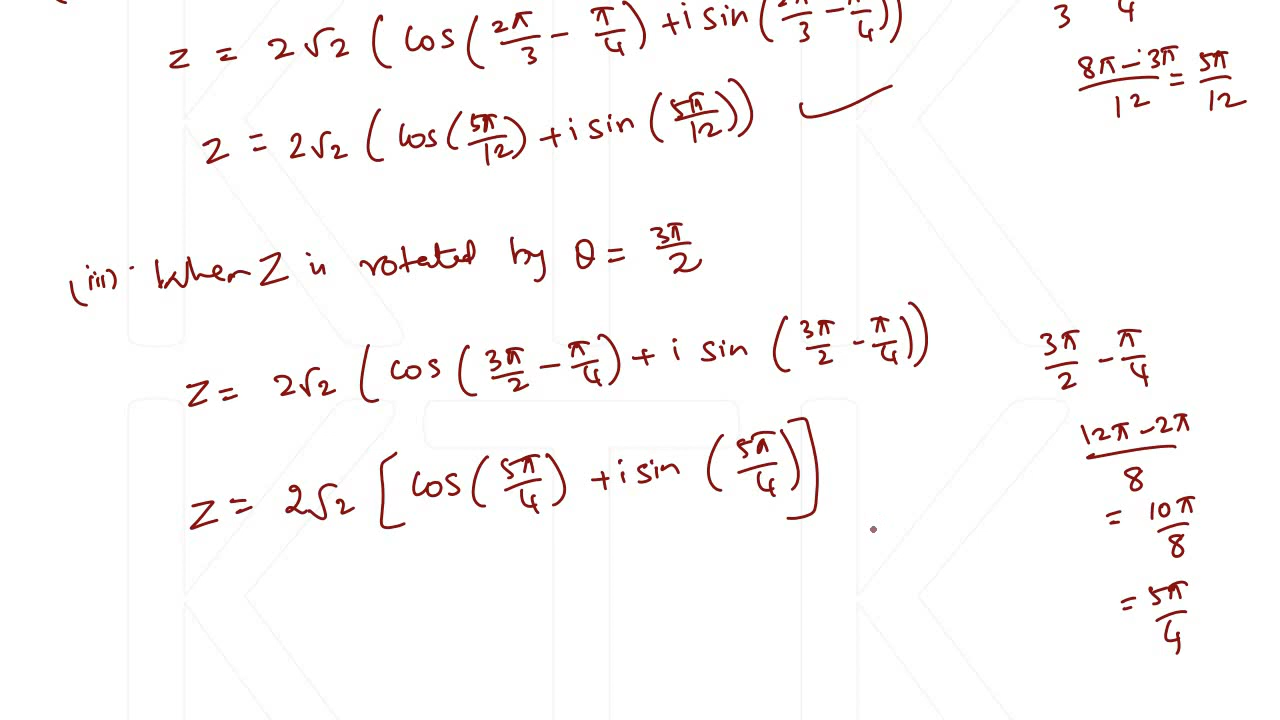 z = 2√2 (cos(2π/3 − π/4) + i sin(2π/3 − π/4))
3 4
(8π − 3π)/12 = 5π/12
z = 2√2 (cos(5π/12) + i sin(5π/12)) ✓
(iii) When Z is rotated by θ = 3π/2
z = 2√2 (cos(3π/2 − π/4) + i sin(3π/2 − π/4))
3π/2 − π/4
(12π − 2π)/8
z = 2√2 [cos(5π/4) + i sin(5π/4)]
= 10π/8
= 5π/4